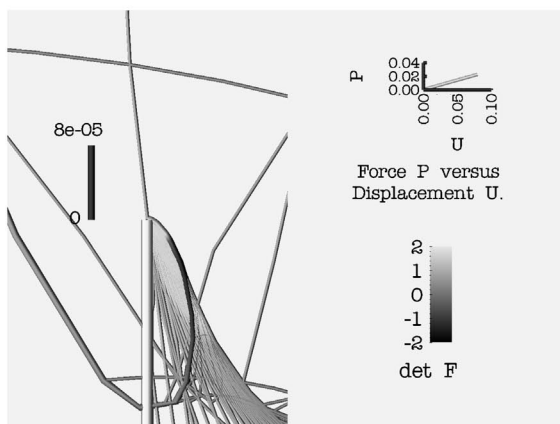 8e-05
0
P
0.04
0.02
0.00
0.00
0.05
0.10
U
Force P versus
Displacement U.
2
1
0
-1
-2
det F